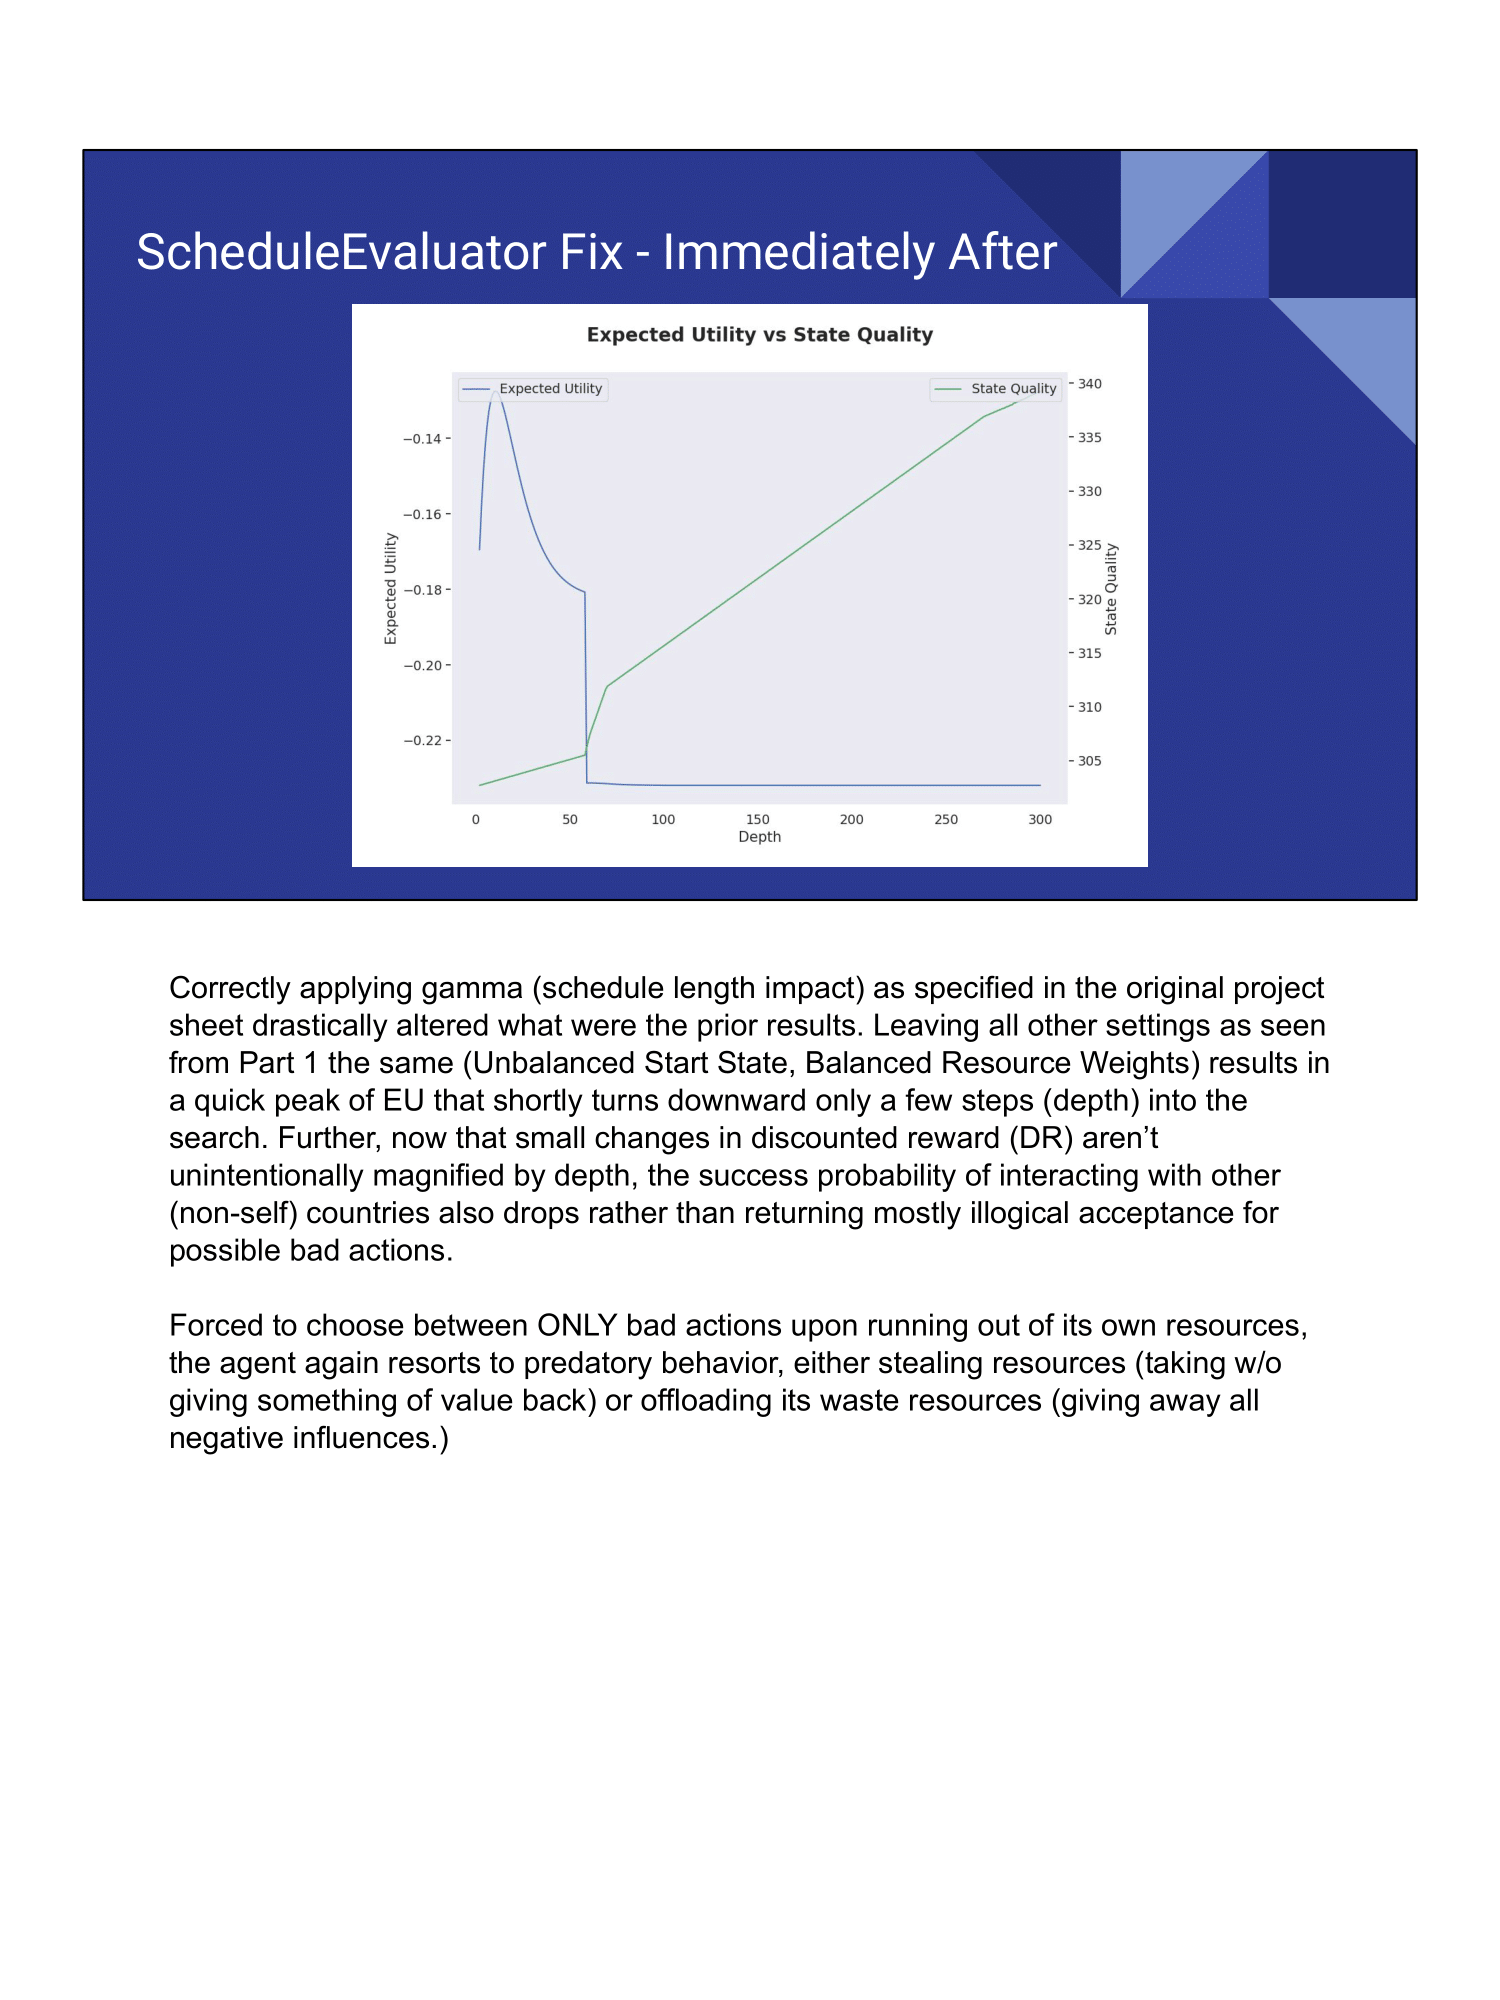 ScheduleEvaluator Fix - Immediately After
Expected Utility vs State Quality
Expected Utility
State Quality
−0.14
−0.16
−0.18
−0.20
−0.22
Expected Utility
340
335
330
325
320
315
310
305
State Quality
0 50 100 150 200 250 300
Depth
Correctly applying gamma (schedule length impact) as specified in the original project
sheet drastically altered what were the prior results. Leaving all other settings as seen
from Part 1 the same (Unbalanced Start State, Balanced Resource Weights) results in
a quick peak of EU that shortly turns downward only a few steps (depth) into the
search. Further, now that small changes in discounted reward (DR) aren’t
unintentionally magnified by depth, the success probability of interacting with other
(non-self) countries also drops rather than returning mostly illogical acceptance for
possible bad actions.
Forced to choose between ONLY bad actions upon running out of its own resources,
the agent again resorts to predatory behavior, either stealing resources (taking w/o
giving something of value back) or offloading its waste resources (giving away all
negative influences.)